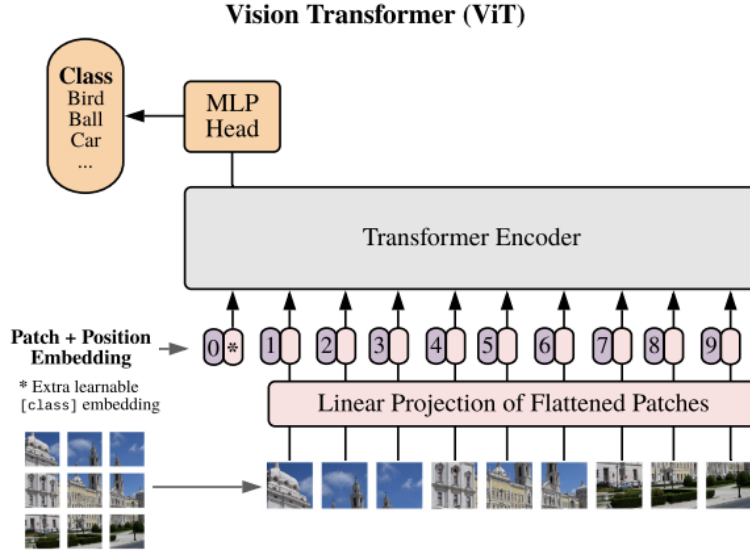 Vision Transformer (ViT)
Class
Bird
Ball
Car
...
MLP
Head
Transformer Encoder
Patch + Position
Embedding
0 * 1 2 3 4 5 6 7 8 9
* Extra learnable
[class] embedding
Linear Projection of Flattened Patches